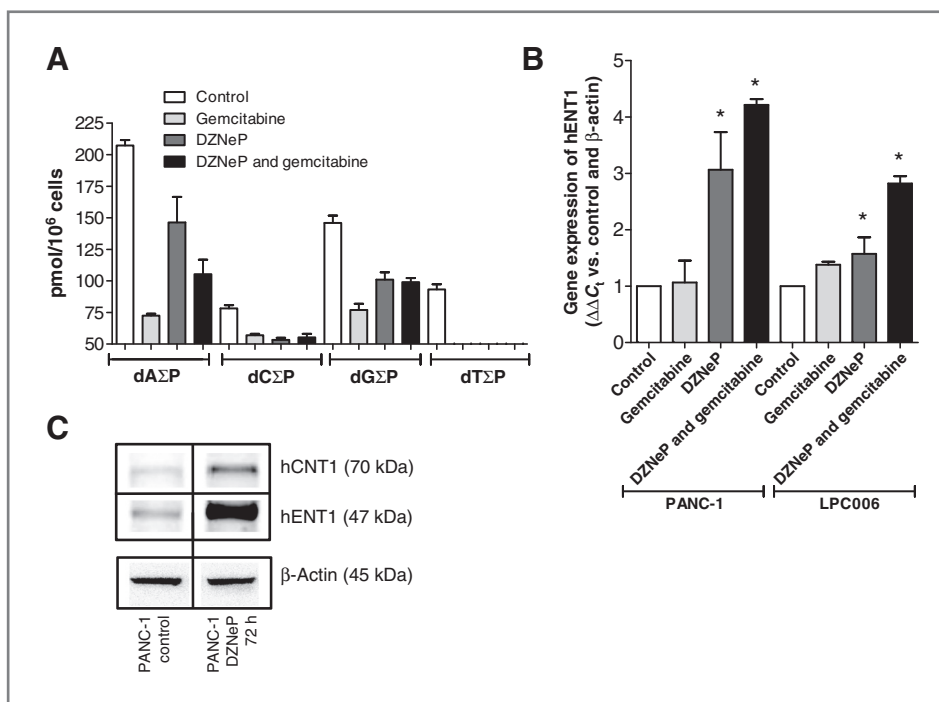 A
Control
Gemcitabine
DZNeP
DZNeP and gemcitabine
225
200
175
150
125
100
75
50
pmol/10⁶ cells
dAΣP
dCΣP
dGΣP
dTΣP
B
Gene expression of hENT1
(ΔΔCt vs. control and β-actin)
5
4
3
2
1
0
*
*
*
*
Control
Gemcitabine
DZNeP
DZNeP and gemcitabine
Control
Gemcitabine
DZNeP
DZNeP and gemcitabine
PANC-1
LPC006
C
hCNT1 (70 kDa)
hENT1 (47 kDa)
β-Actin (45 kDa)
PANC-1
control
PANC-1
DZNeP
72 h